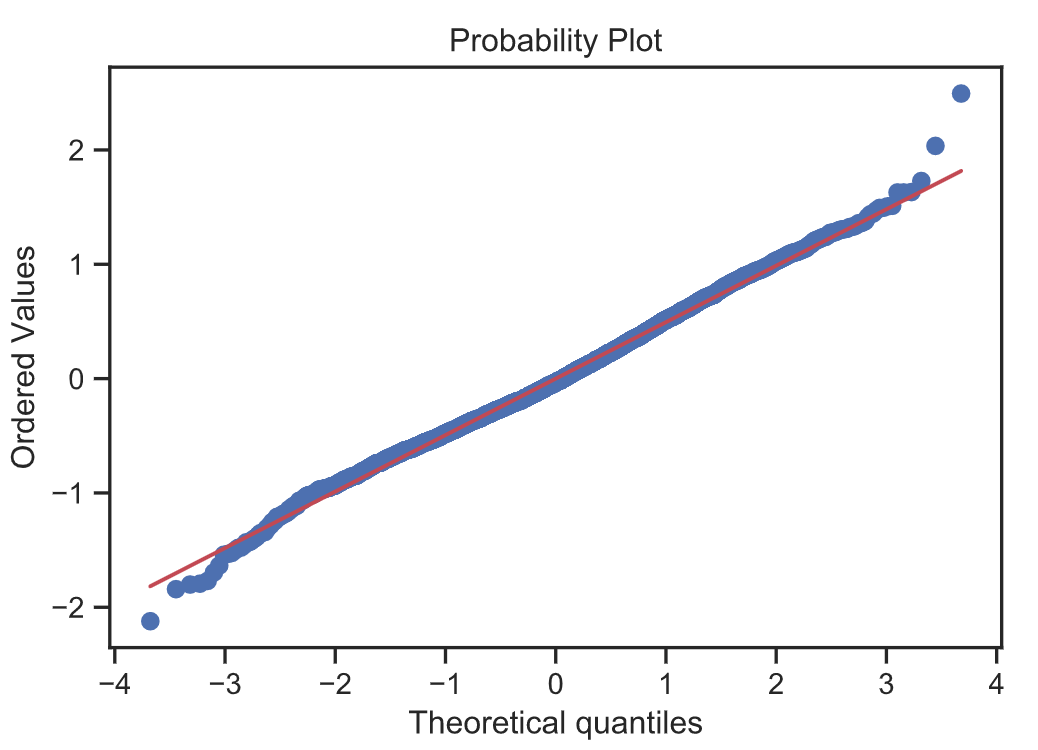 Probability Plot
Ordered Values
2
1
0
−1
−2
−4 −3 −2 −1 0 1 2 3 4
Theoretical quantiles